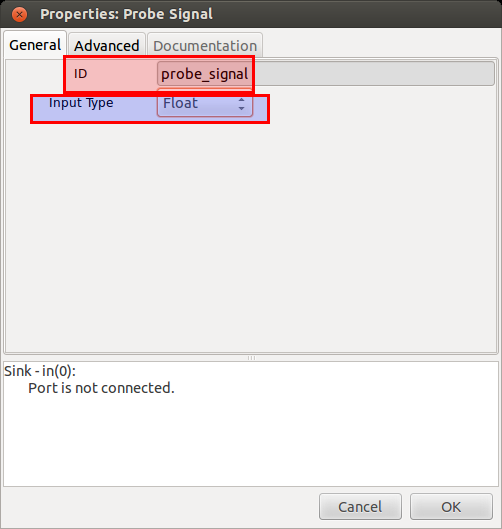 Properties: Probe Signal
General Advanced Documentation
ID probe_signal
Input Type Float
Sink - in(0):
Port is not connected.
Cancel OK